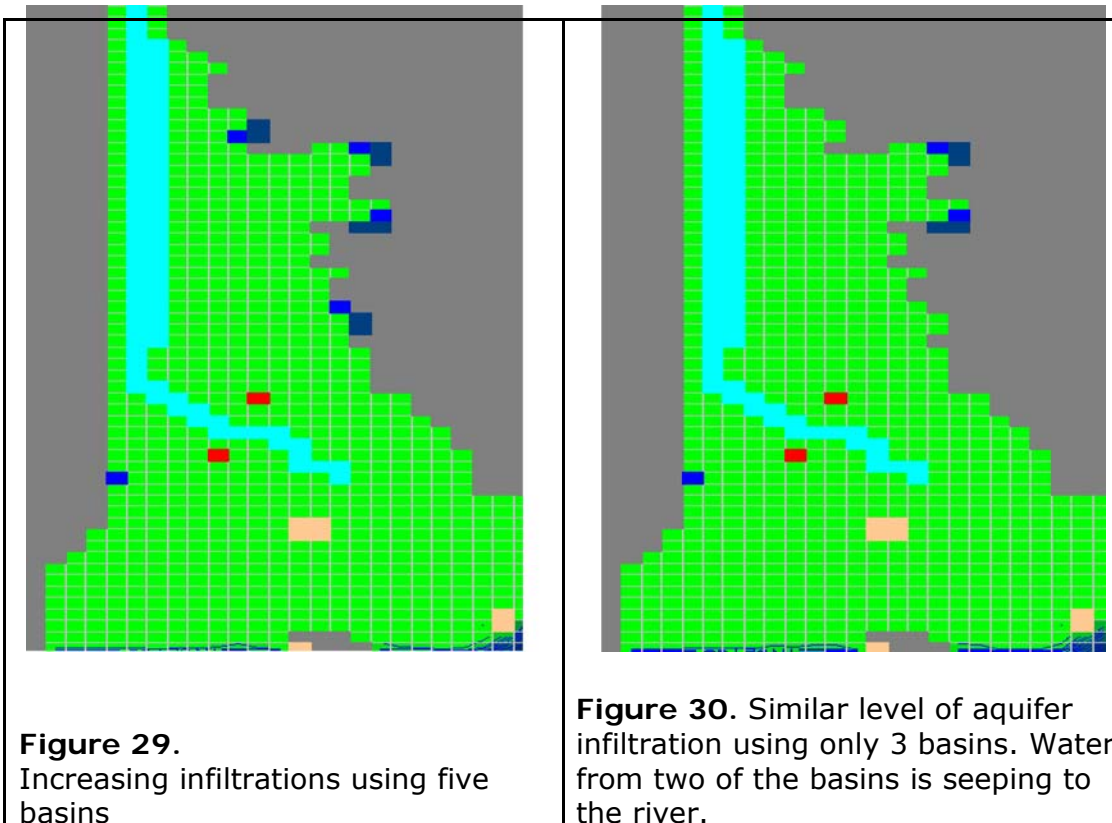 Figure 29.
Increasing infiltrations using five
basins
Figure 30. Similar level of aquifer
infiltration using only 3 basins. Water
from two of the basins is seeping to
the river.